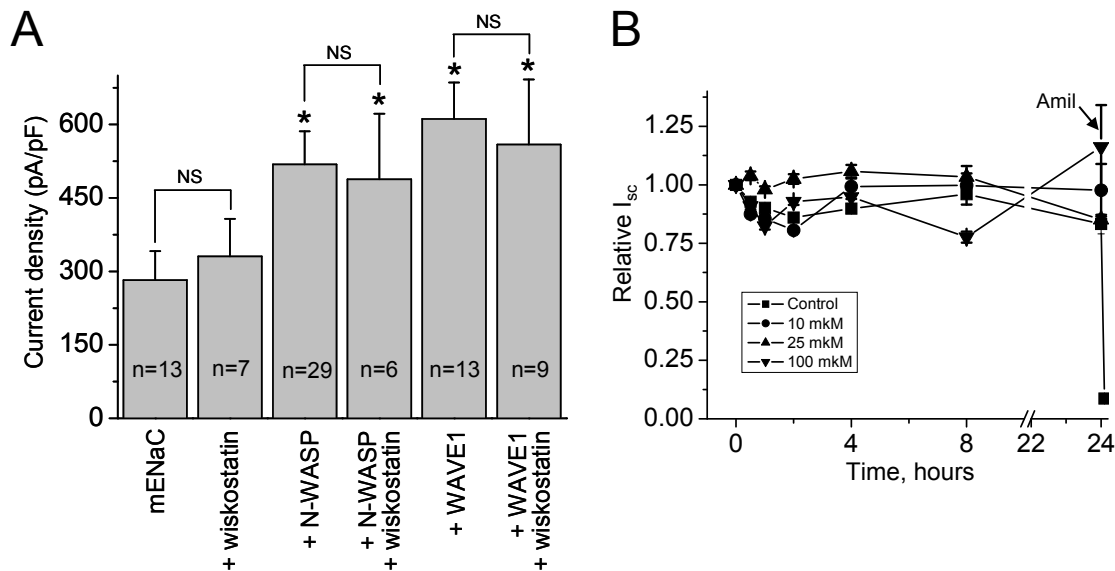 A
NS
NS
NS
*
*
*
*
Current density (pA/pF)
600
450
300
150
0
n=13
n=7
n=29
n=6
n=13
n=9
mENaC
+ wiskostatin
+ N-WASP
+ N-WASP
+ wiskostatin
+ WAVE1
+ WAVE1
+ wiskostatin
B
Amil
Relative Isc
1.25
1.00
0.75
0.50
0.25
0.00
Control
10 mkM
25 mkM
100 mkM
0
4
8
22
24
Time, hours